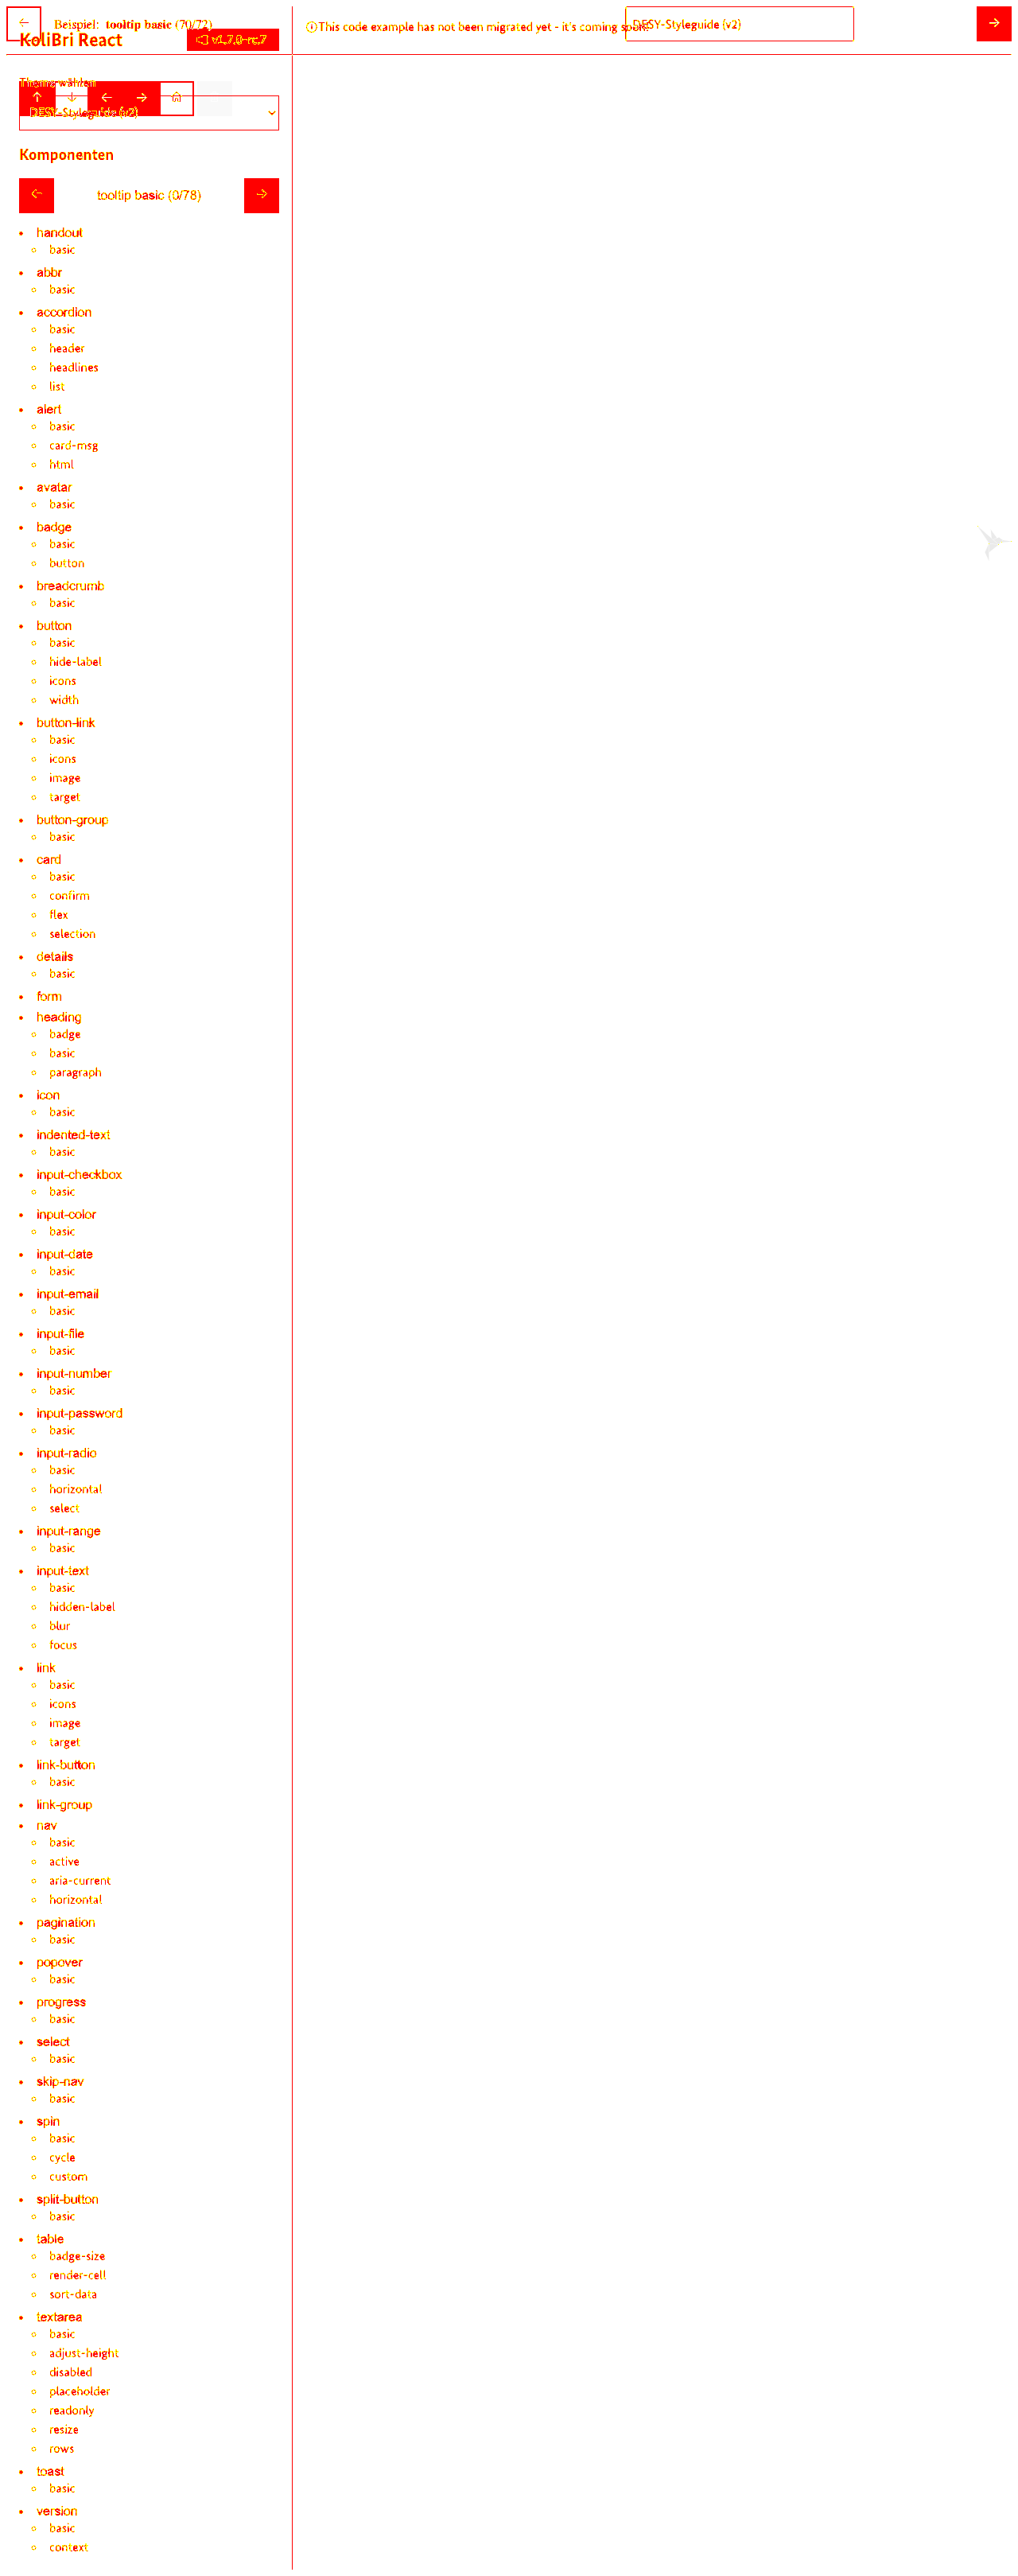 Beispiel: tooltip basic (70/72)
KoliBri React
v1.7.0-rc.7
This code example has not been migrated yet - it's coming soon!
DESY-Styleguide (v2)
Theme wählen
DESY-Styleguide (v2)
Komponenten
tooltip basic (0/78)
handout
basic
abbr
basic
accordion
basic
header
headlines
list
alert
basic
card-msg
html
avatar
basic
badge
basic
button
breadcrumb
basic
button
basic
hide-label
icons
width
button-link
basic
icons
image
target
button-group
basic
card
basic
confirm
flex
selection
details
basic
form
heading
badge
basic
paragraph
icon
basic
indented-text
basic
input-checkbox
basic
input-color
basic
input-date
basic
input-email
basic
input-file
basic
input-number
basic
input-password
basic
input-radio
basic
horizontal
select
input-range
basic
input-text
basic
hidden-label
blur
focus
link
basic
icons
image
target
link-button
basic
link-group
nav
basic
active
aria-current
horizontal
pagination
basic
popover
basic
progress
basic
select
basic
skip-nav
basic
spin
basic
cycle
custom
split-button
basic
table
badge-size
render-cell
sort-data
textarea
basic
adjust-height
disabled
placeholder
readonly
resize
rows
toast
basic
version
basic
context